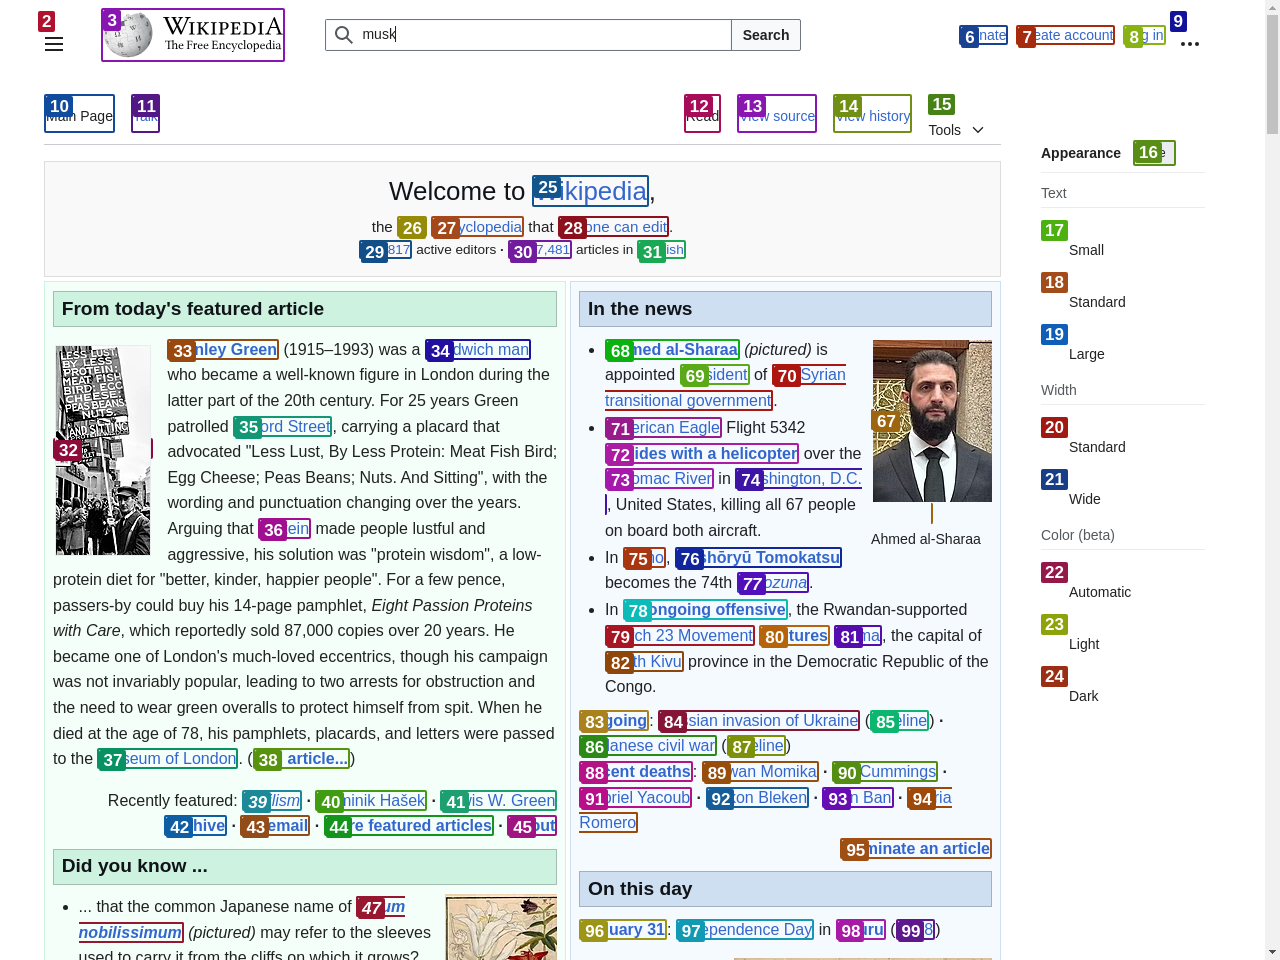 2
3
WIKIPEDIA
The Free Encyclopedia
musk
Search
6 nate
7 eate account
8 g in
9
10 Main Page
11 Talk
12 Read
13 View source
14 View history
15
Tools
Appearance
16
Text
17
Small
18
Standard
19
Large
Width
20
Standard
21
Wide
Color (beta)
22
Automatic
23
Light
24
Dark
Welcome to 25 Wikipedia,
the 26 27 yclopedia that 28 one can edit.
29 817 active editors · 30 7,481 articles in 31 ish
From today's featured article
32
LESS LUST,
BY LESS
PROTEIN:
MEAT FISH
BIRD; EGG
CHEESE;
PEAS BEANS;
NUTS.
AND SITTING
33 nley Green (1915–1993) was a 34 dwich man
who became a well-known figure in London during the
latter part of the 20th century. For 25 years Green
patrolled 35 ord Street, carrying a placard that
advocated "Less Lust, By Less Protein: Meat Fish Bird;
Egg Cheese; Peas Beans; Nuts. And Sitting", with the
wording and punctuation changing over the years.
Arguing that 36 ein made people lustful and
aggressive, his solution was "protein wisdom", a low-
protein diet for "better, kinder, happier people". For a few pence,
passers-by could buy his 14-page pamphlet, Eight Passion Proteins
with Care, which reportedly sold 87,000 copies over 20 years. He
became one of London's much-loved eccentrics, though his campaign
was not invariably popular, leading to two arrests for obstruction and
the need to wear green overalls to protect himself from spit. When he
died at the age of 78, his pamphlets, placards, and letters were passed
to the 37 seum of London. (38 article...)
Recently featured: 39 ilism · 40 ninik Hašek · 41 is W. Green
42 hive · 43 email · 44 re featured articles · 45 out
Did you know ...
... that the common Japanese name of 47 um
nobilissimum (pictured) may refer to the sleeves
used to carry it from the cliffs on which it grows?
In the news
68 med al-Sharaa (pictured) is
appointed 69 sident of 70 Syrian
transitional government.
67
Ahmed al-Sharaa
71 erican Eagle Flight 5342
72 ides with a helicopter over the
73 omac River in 74 shington, D.C.
, United States, killing all 67 people
on board both aircraft.
In 75 no, 76 shōryū Tomokatsu
becomes the 74th 77 ozuna.
In 78 ongoing offensive, the Rwandan-supported
79 ch 23 Movement 80 tures 81 ma, the capital of
82 th Kivu province in the Democratic Republic of the
Congo.
83 going: 84 ssian invasion of Ukraine (85 eline) ·
86 anese civil war (87 eline)
88 cent deaths: 89 wan Momika · 90 Cummings ·
91 briel Yacoub · 92 on Bleken · 93 n Ban · 94 ria
Romero
95 minate an article
On this day
96 uary 31: 97 ependence Day in 98 uru (99 8)